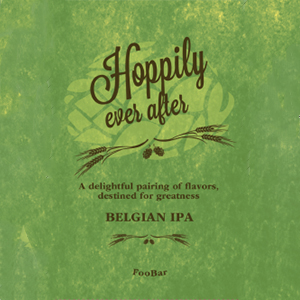 Hoppily
ever after
A delightful pairing of flavors,
destined for greatness
BELGIAN IPA
FooBar